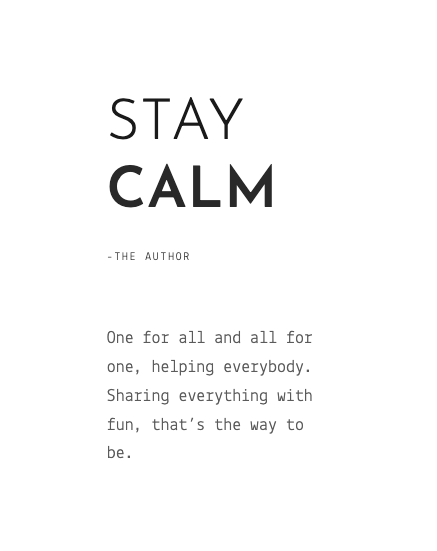 STAY
CALM
-THE AUTHOR
One for all and all for
one, helping everybody.
Sharing everything with
fun, that's the way to
be.